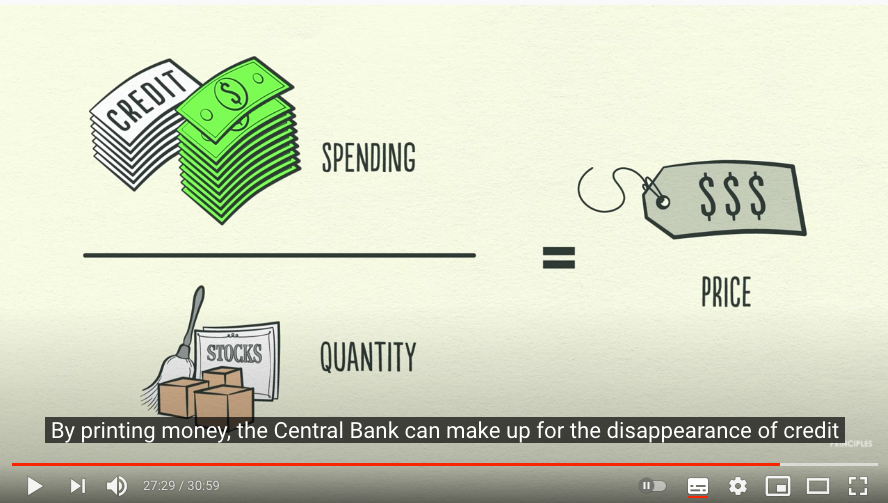 CREDIT
$
SPENDING
$$$
=
PRICE
STOCKS
QUANTITY
By printing money, the Central Bank can make up for the disappearance of credit
PRINCIPLES
27:29 / 30:59